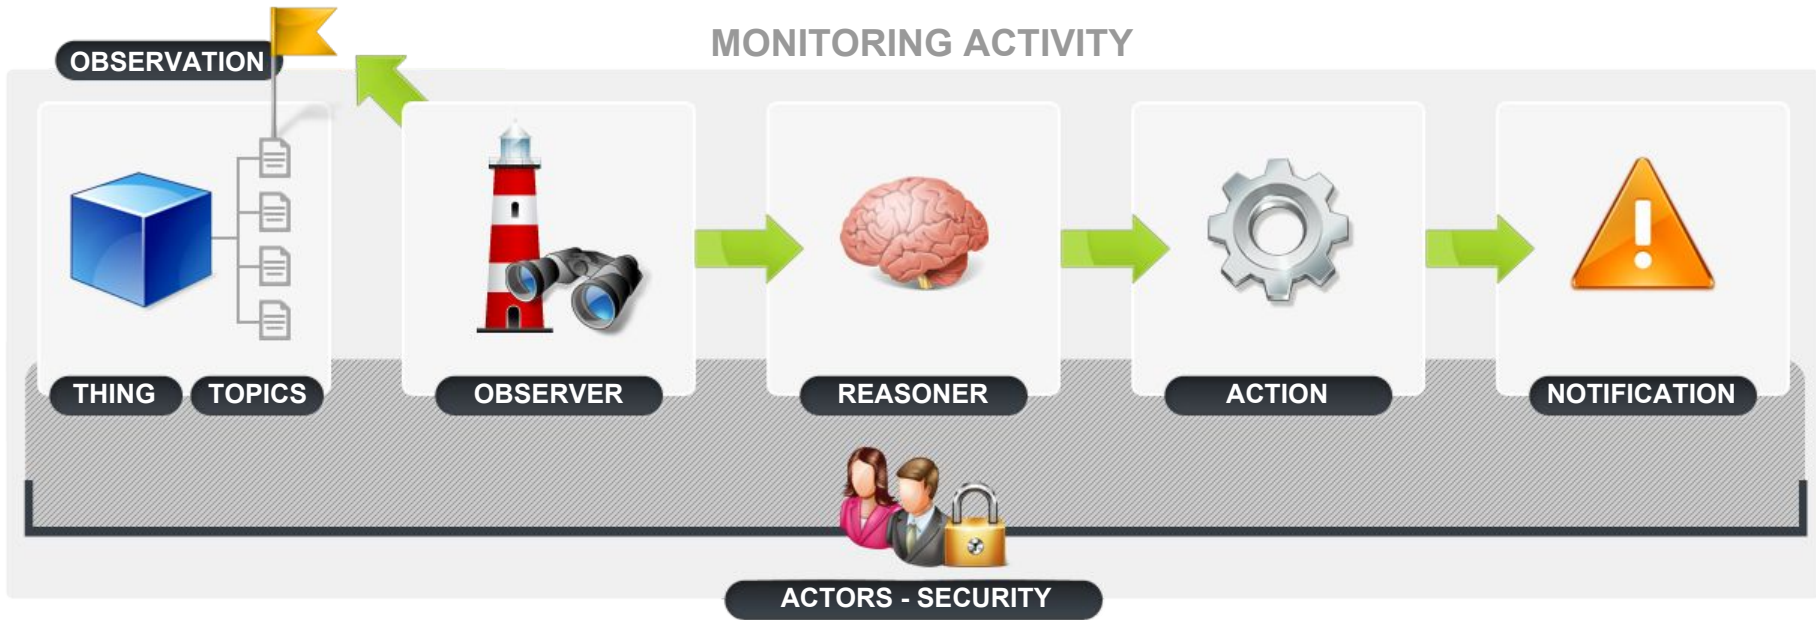 MONITORING ACTIVITY
OBSERVATION
THING
TOPICS
OBSERVER
REASONER
ACTION
NOTIFICATION
ACTORS - SECURITY